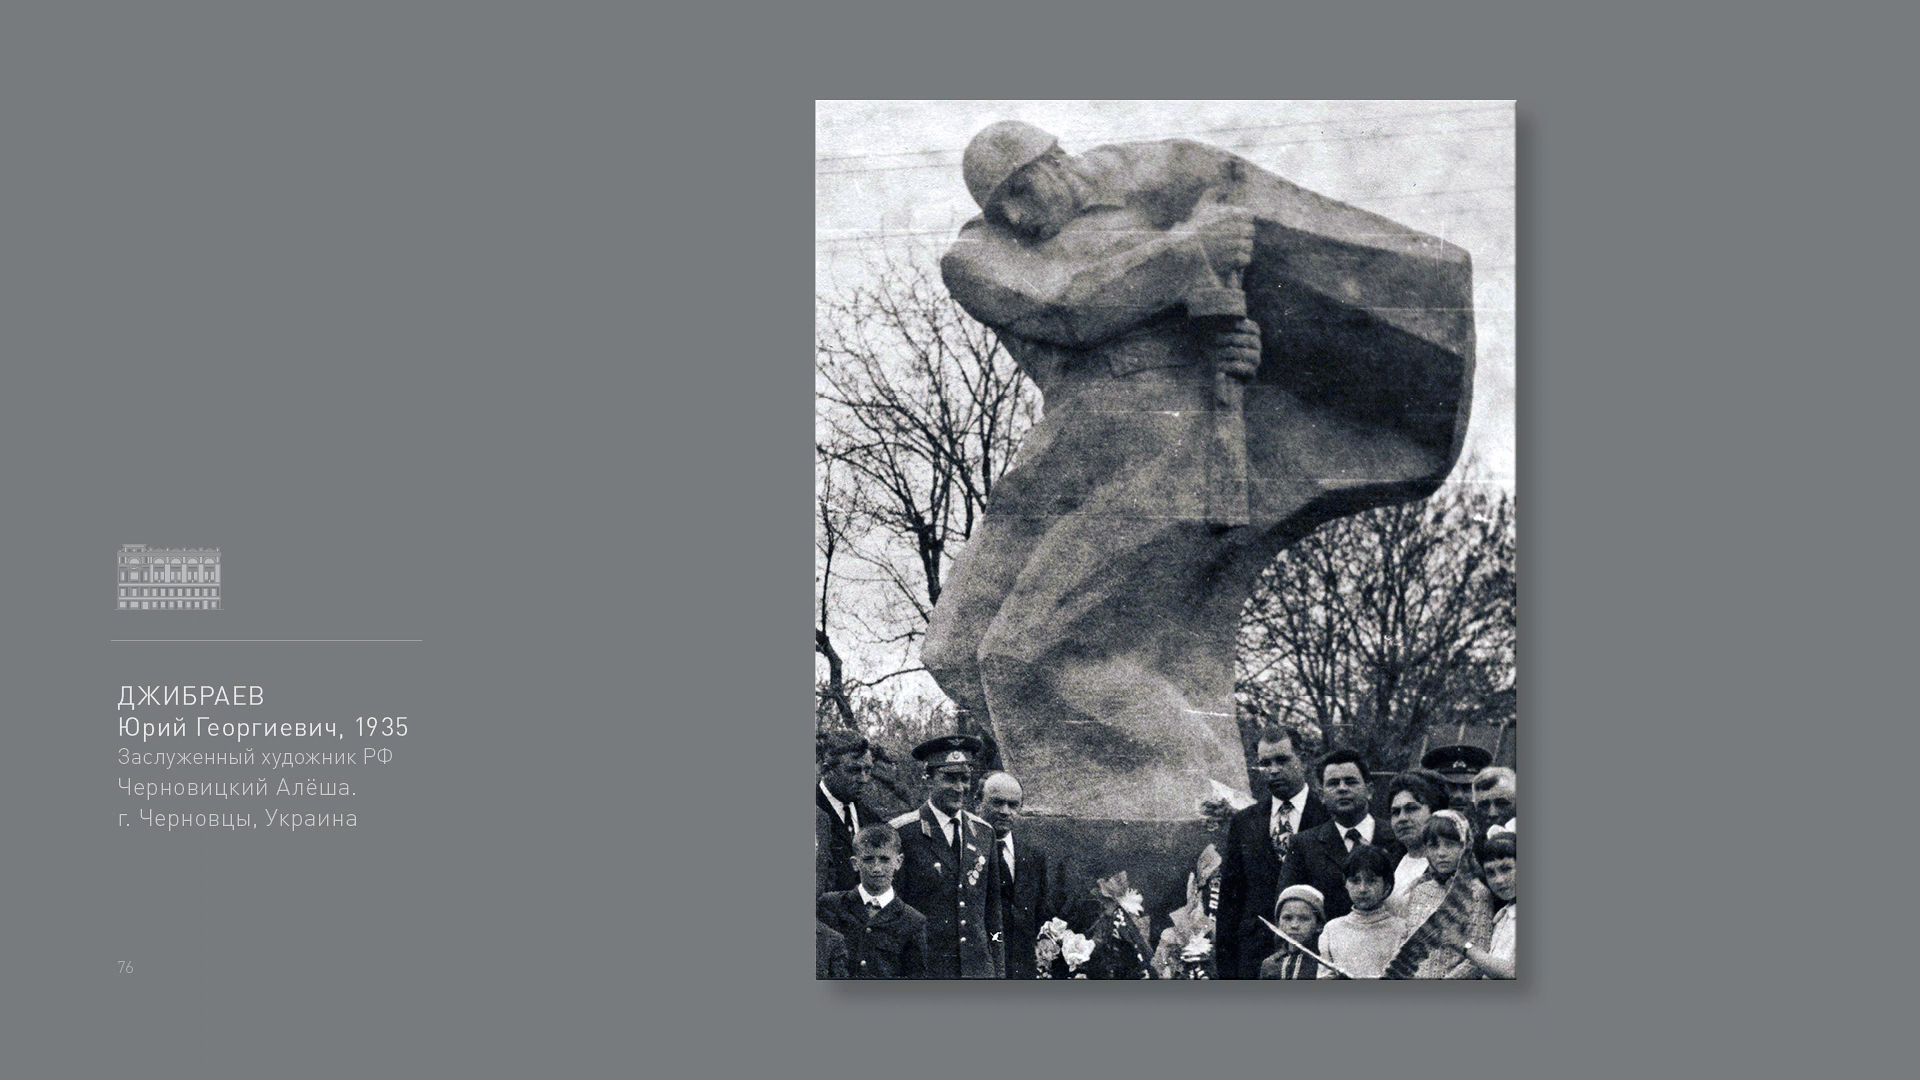 ДЖИБРАЕВ
Юрий Георгиевич, 1935
Заслуженный художник РФ
Черновицкий Алёша.
г. Черновцы, Украина
76